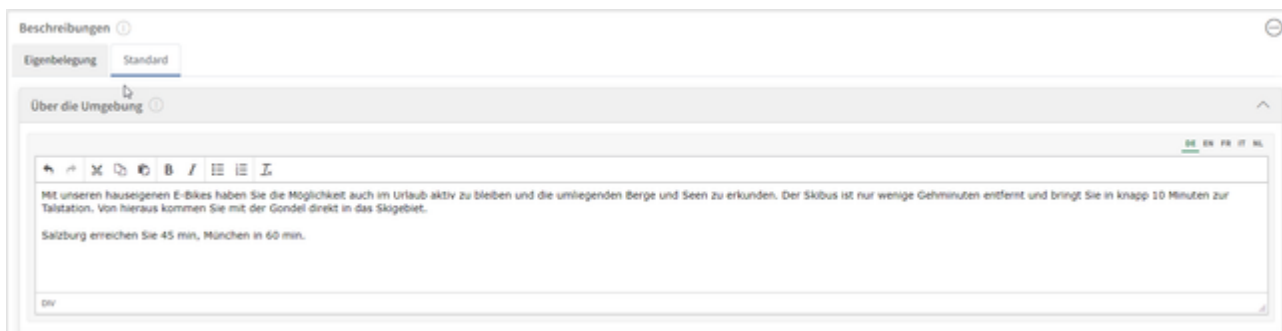 Beschreibungen
Eigenbelegung Standard
Über die Umgebung
DE EN FR IT NL
Mit unseren hauseigenen E-Bikes haben Sie die Möglichkeit auch im Urlaub aktiv zu bleiben und die umliegenden Berge und Seen zu erkunden. Der Skibus ist nur wenige Gehminuten entfernt und bringt Sie in knapp 10 Minuten zur
Talstation. Von hieraus kommen Sie mit der Gondel direkt in das Skigebiet.
Salzburg erreichen Sie 45 min, München in 60 min.
DIV